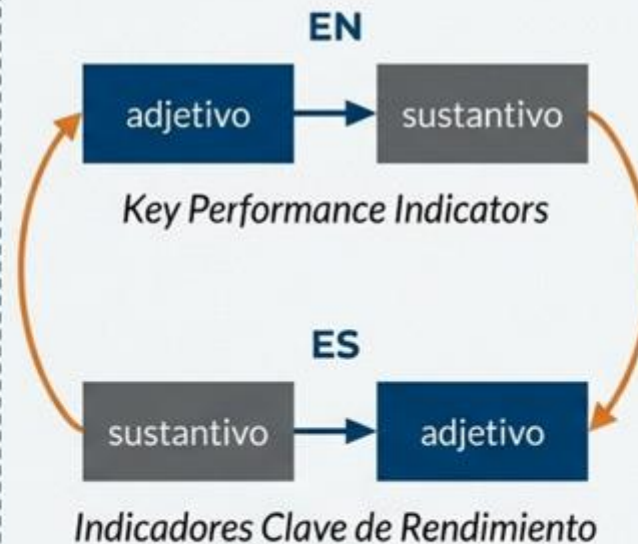 EN
adjetivo
sustantivo
Key Performance Indicators
ES
sustantivo
adjetivo
Indicadores Clave de Rendimiento